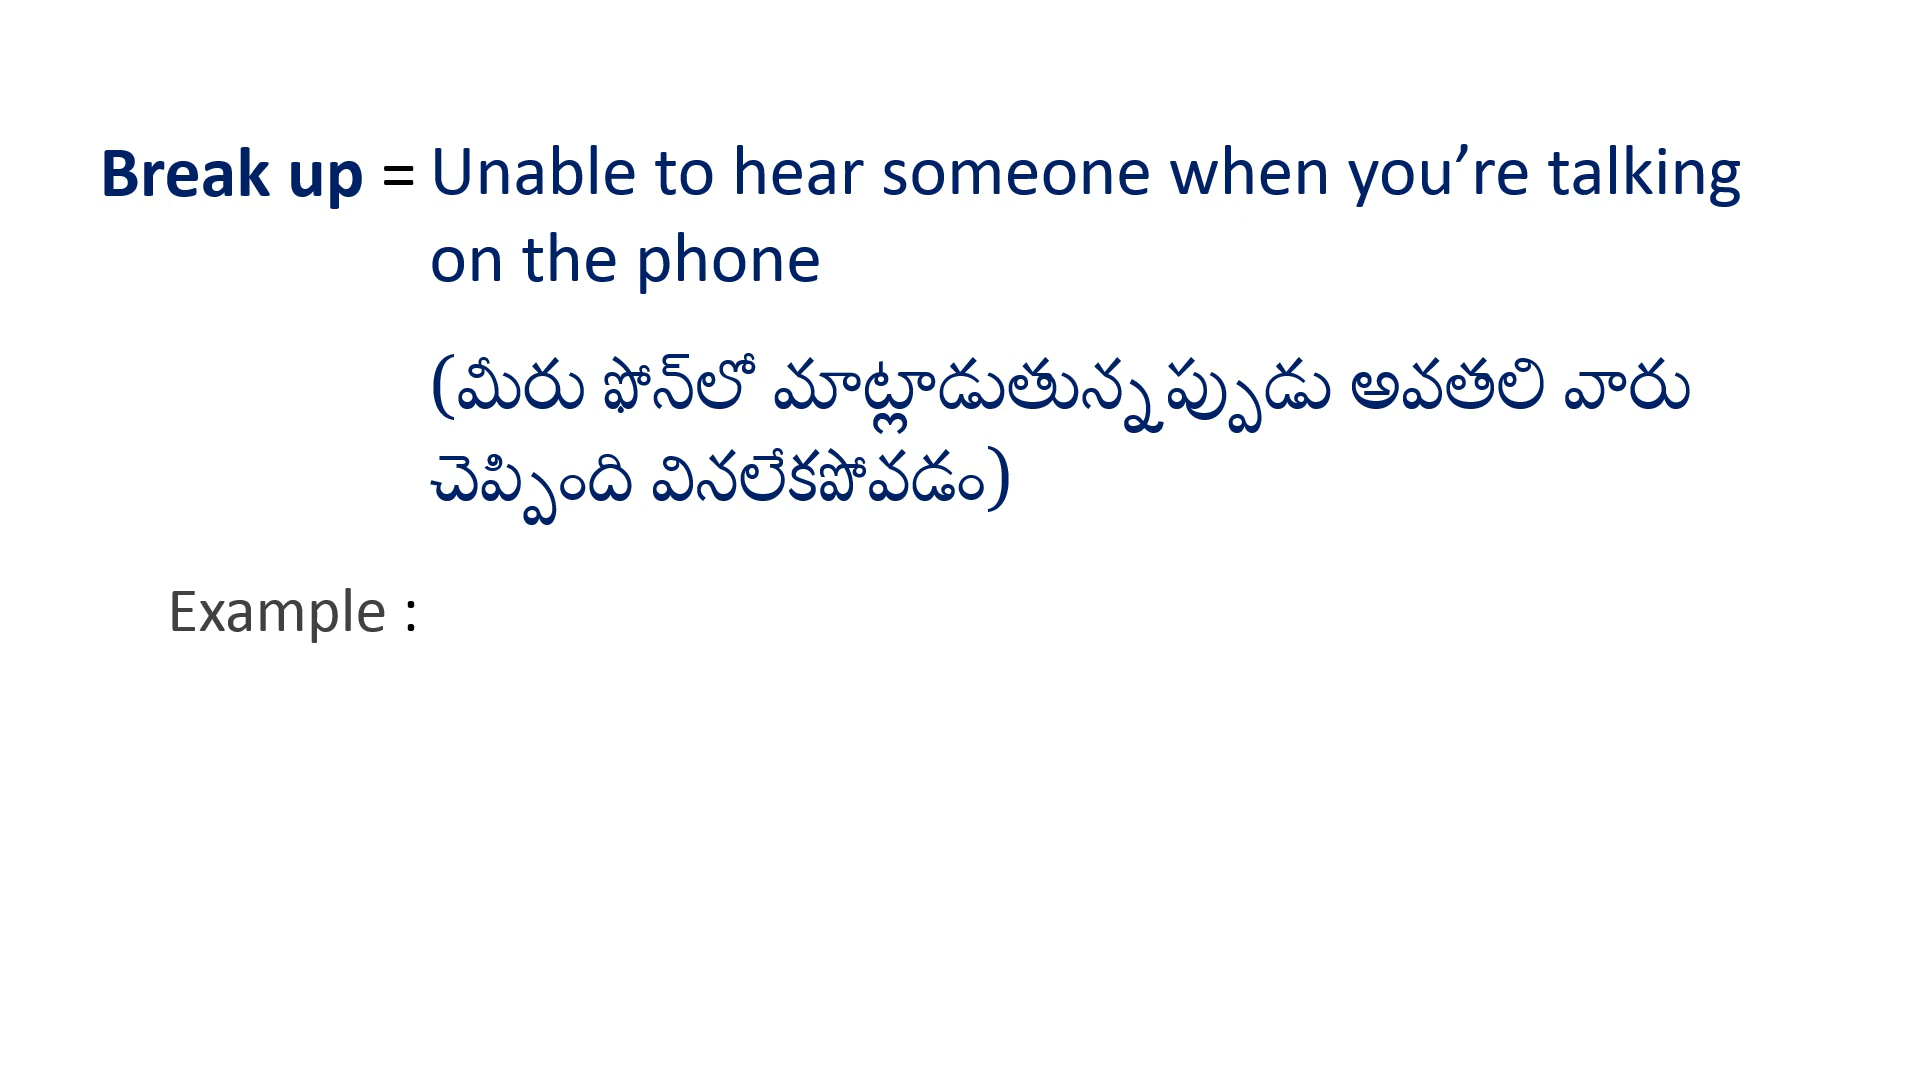 Break up = Unable to hear someone when you’re talking
on the phone
(మీరు ఫోన్‌లో మాట్లాడుతున్నప్పుడు అవతలి వారు
చెప్పింది వినలేకపోవడం)
Example :